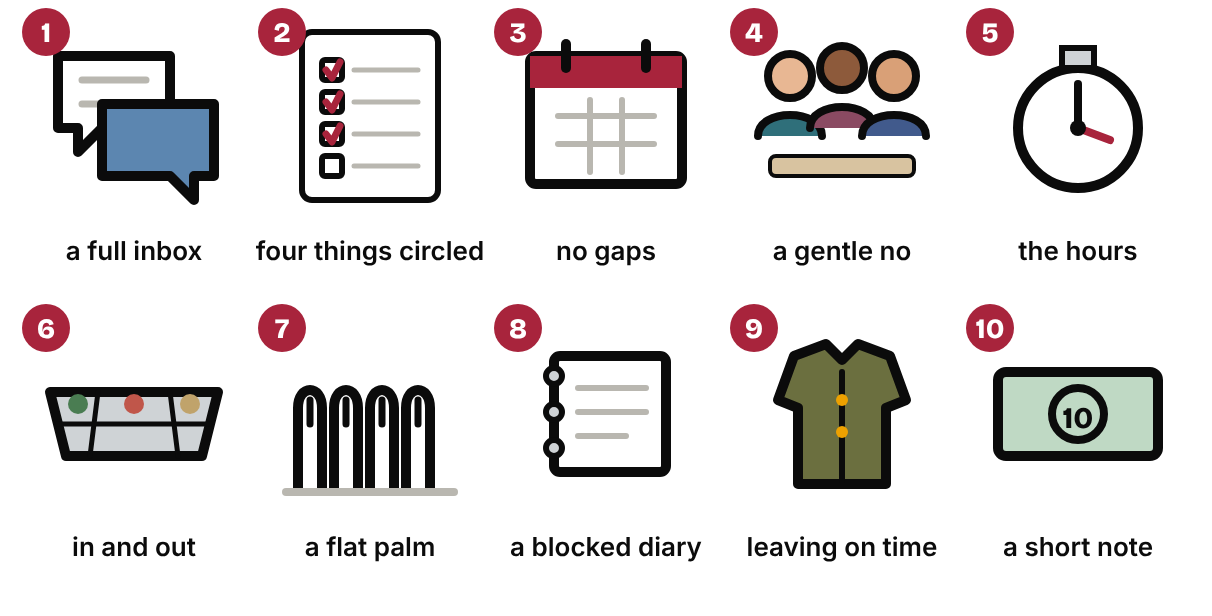 1
2
3
4
5
a full inbox
four things circled
no gaps
a gentle no
the hours
6
7
8
9
10
10
in and out
a flat palm
a blocked diary
leaving on time
a short note